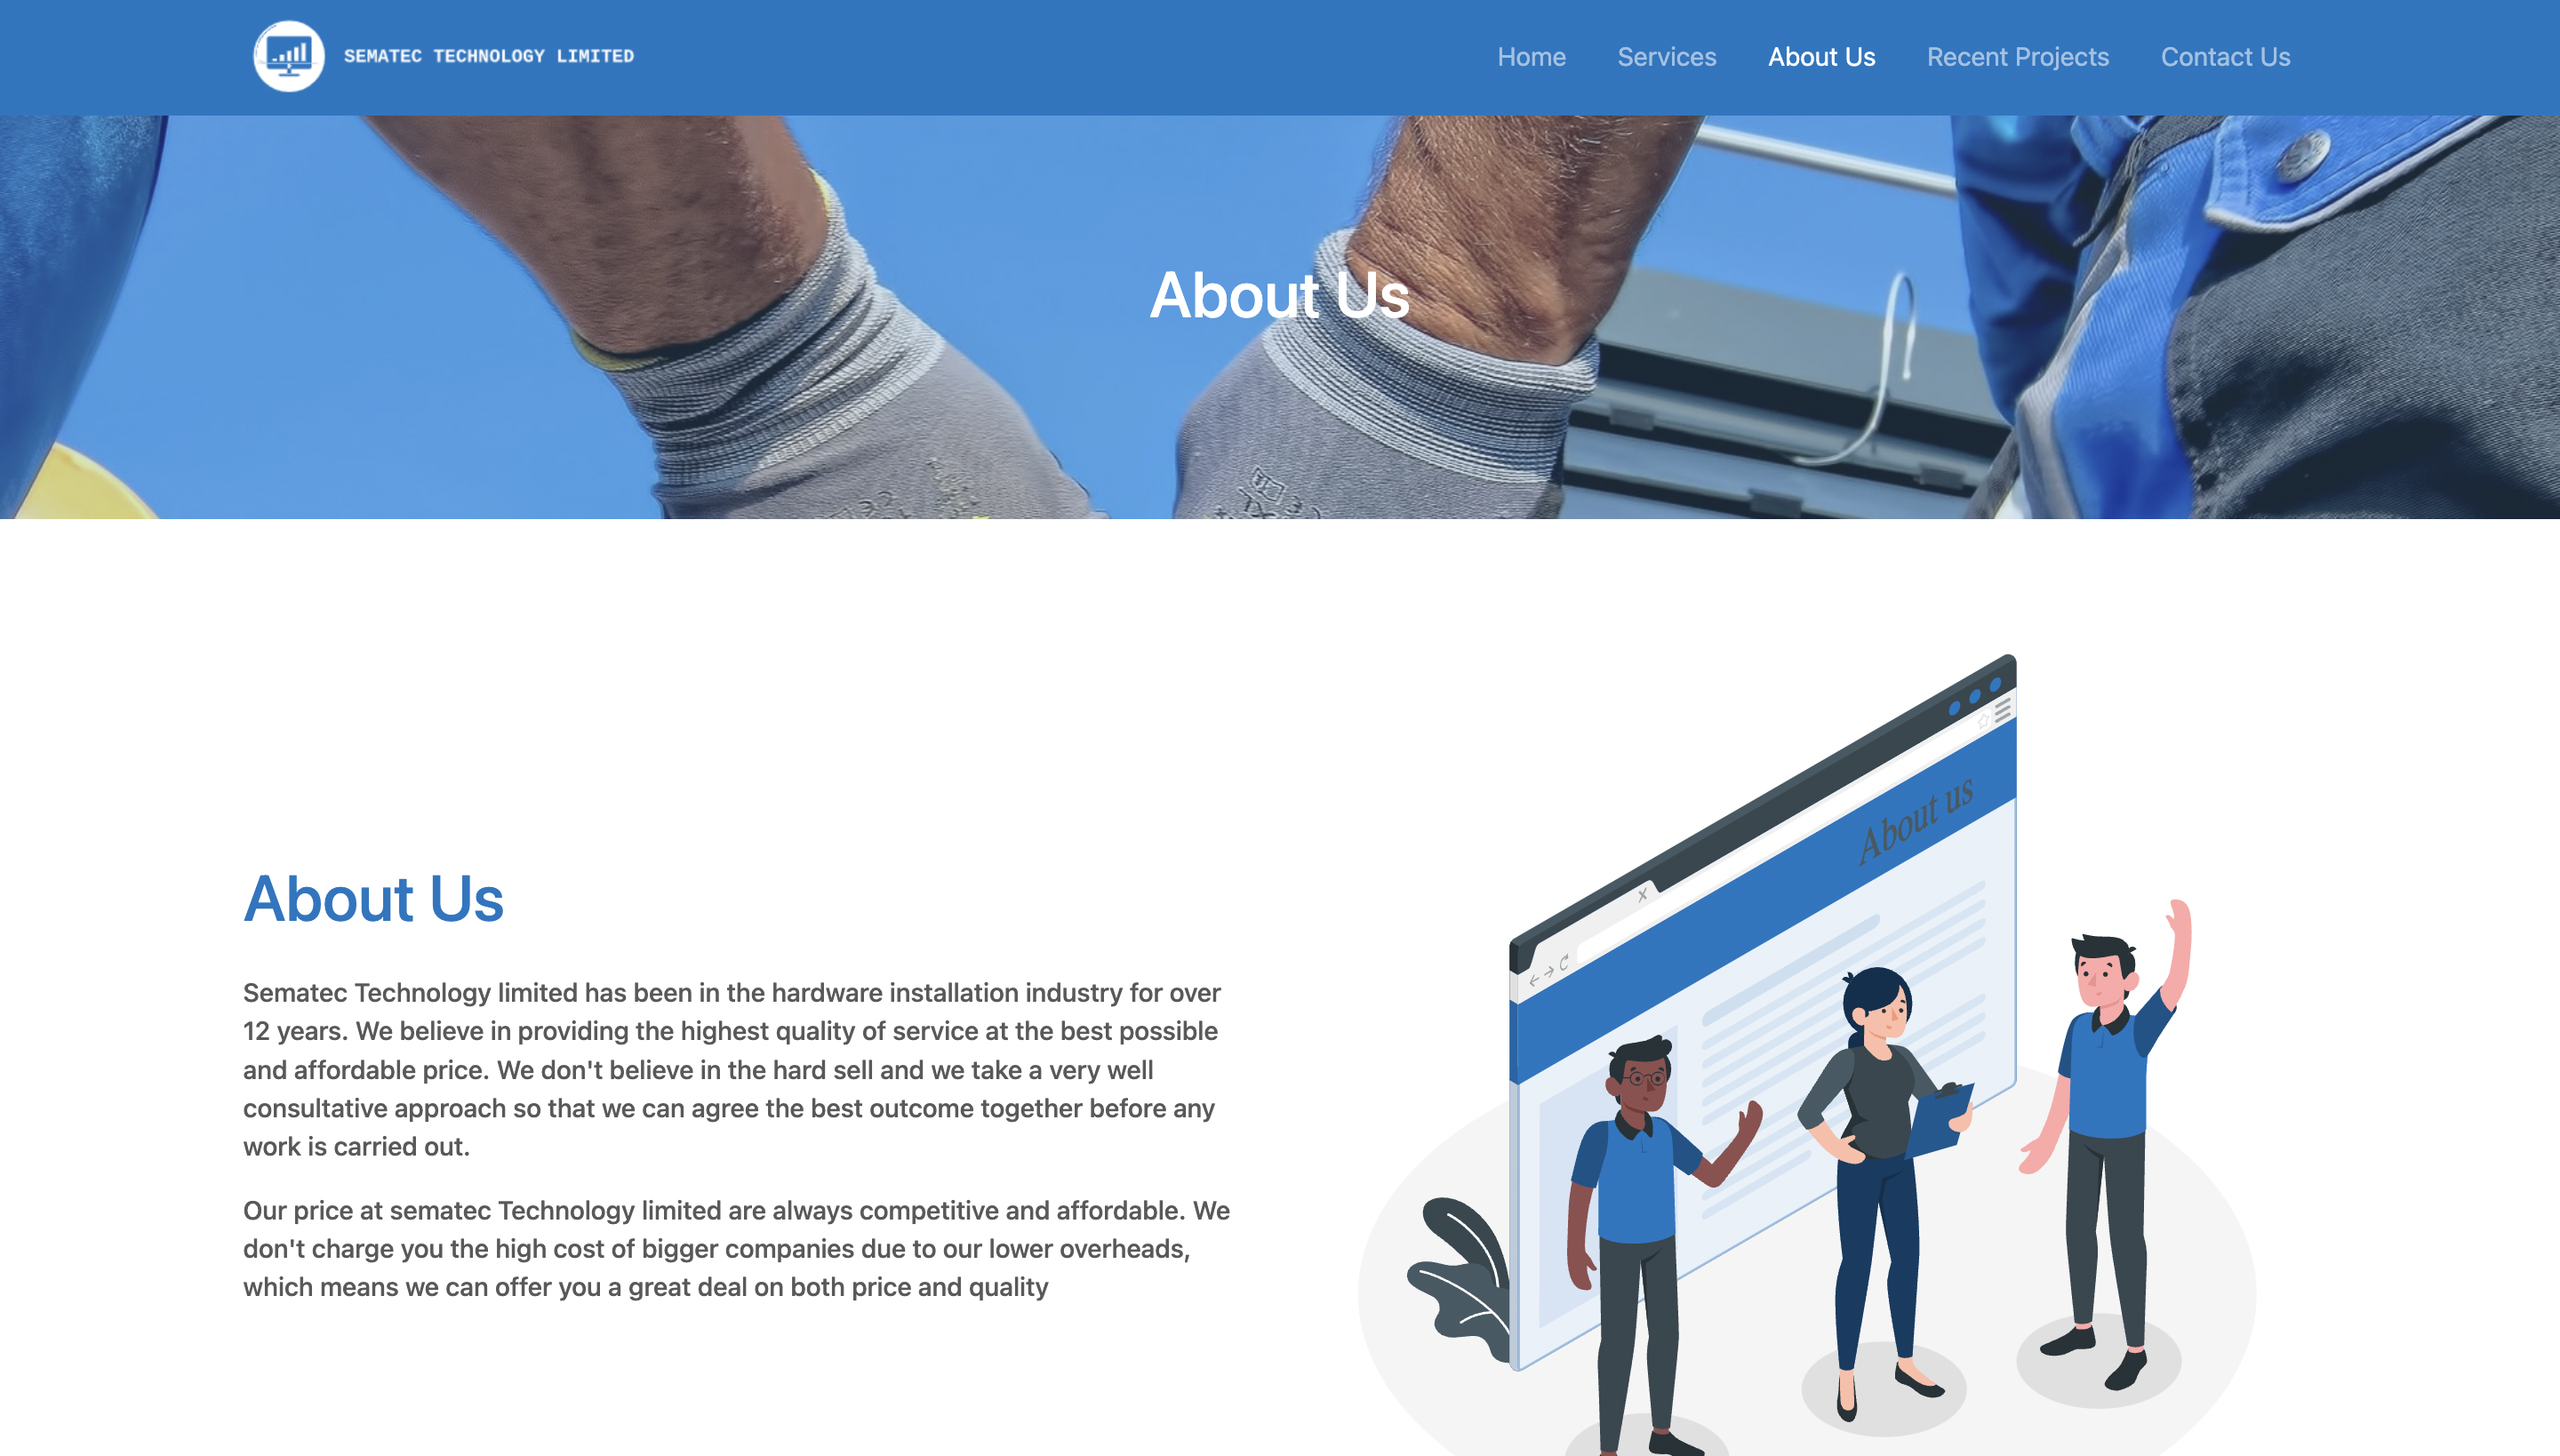 SEMATEC TECHNOLOGY LIMITED
Home Services About Us Recent Projects Contact Us
About Us
About us
About Us
Sematec Technology limited has been in the hardware installation industry for over
12 years. We believe in providing the highest quality of service at the best possible
and affordable price. We don't believe in the hard sell and we take a very well
consultative approach so that we can agree the best outcome together before any
work is carried out.
Our price at sematec Technology limited are always competitive and affordable. We
don't charge you the high cost of bigger companies due to our lower overheads,
which means we can offer you a great deal on both price and quality